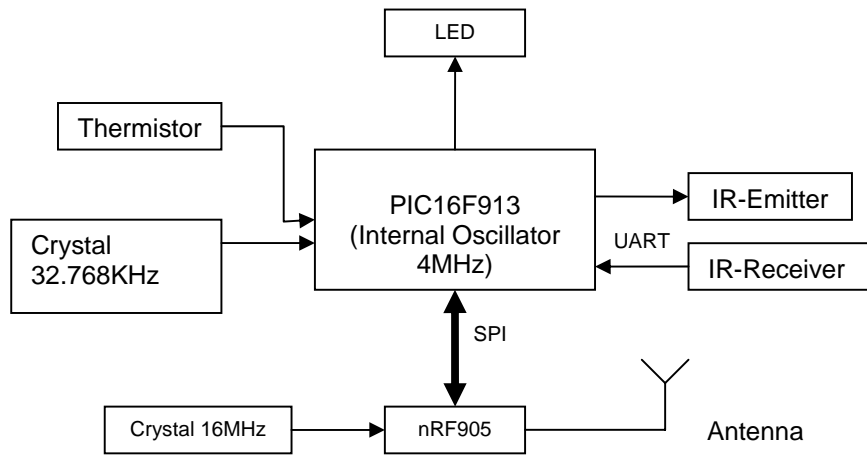 LED
Thermistor
PIC16F913
(Internal Oscillator
4MHz)
IR-Emitter
Crystal
32.768KHz
UART
IR-Receiver
SPI
Crystal 16MHz
nRF905
Antenna